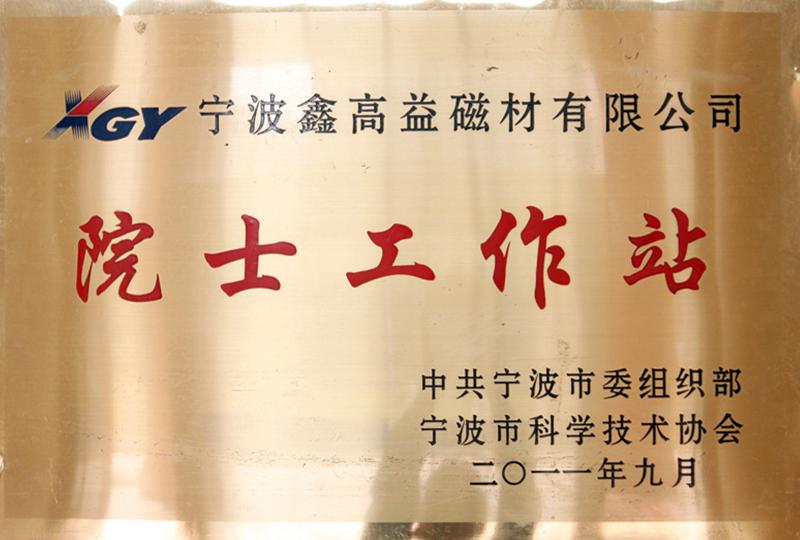 XGY 宁波鑫高益磁材有限公司
院士工作站
中共宁波市委组织部
宁波市科学技术协会
二〇一一年九月